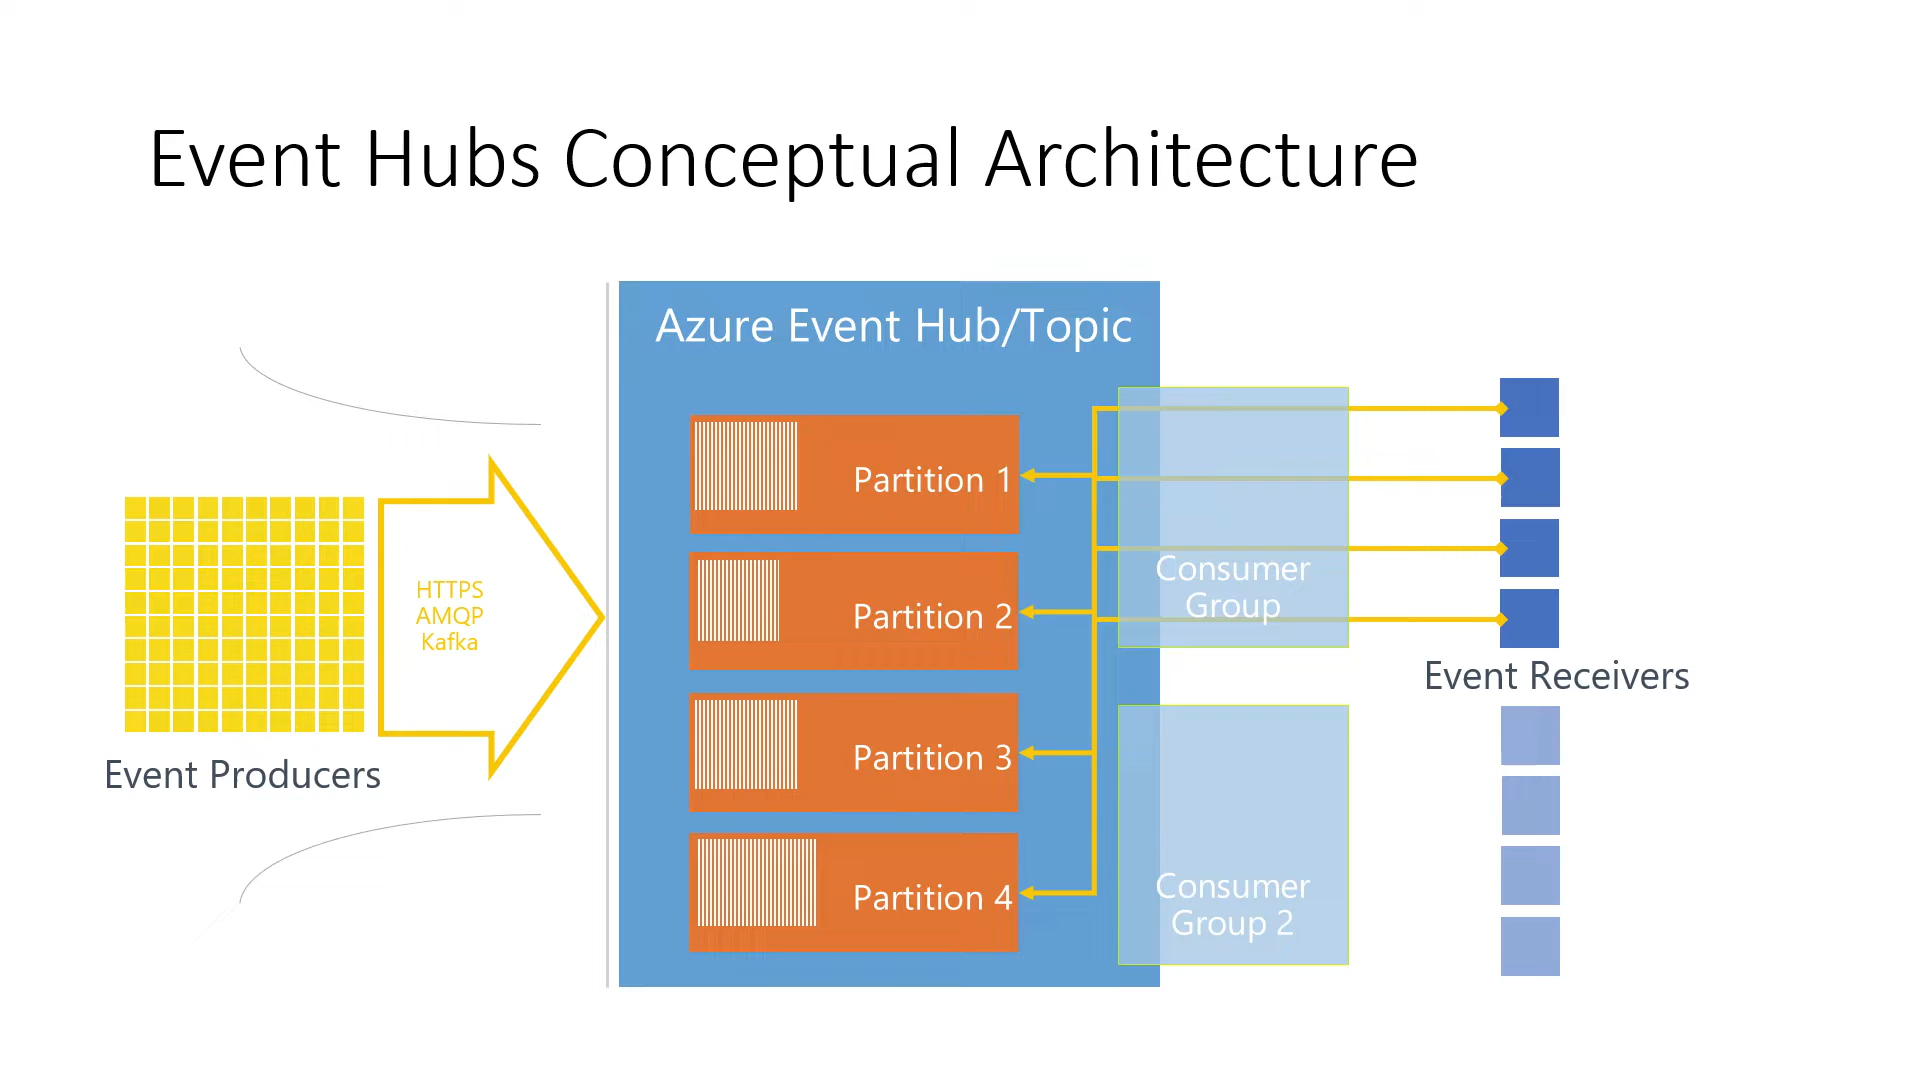 Event Hubs Conceptual Architecture
Azure Event Hub/Topic
HTTPS
AMQP
Kafka
Event Producers
Partition 1
Partition 2
Partition 3
Partition 4
Consumer
Group
Consumer
Group 2
Event Receivers